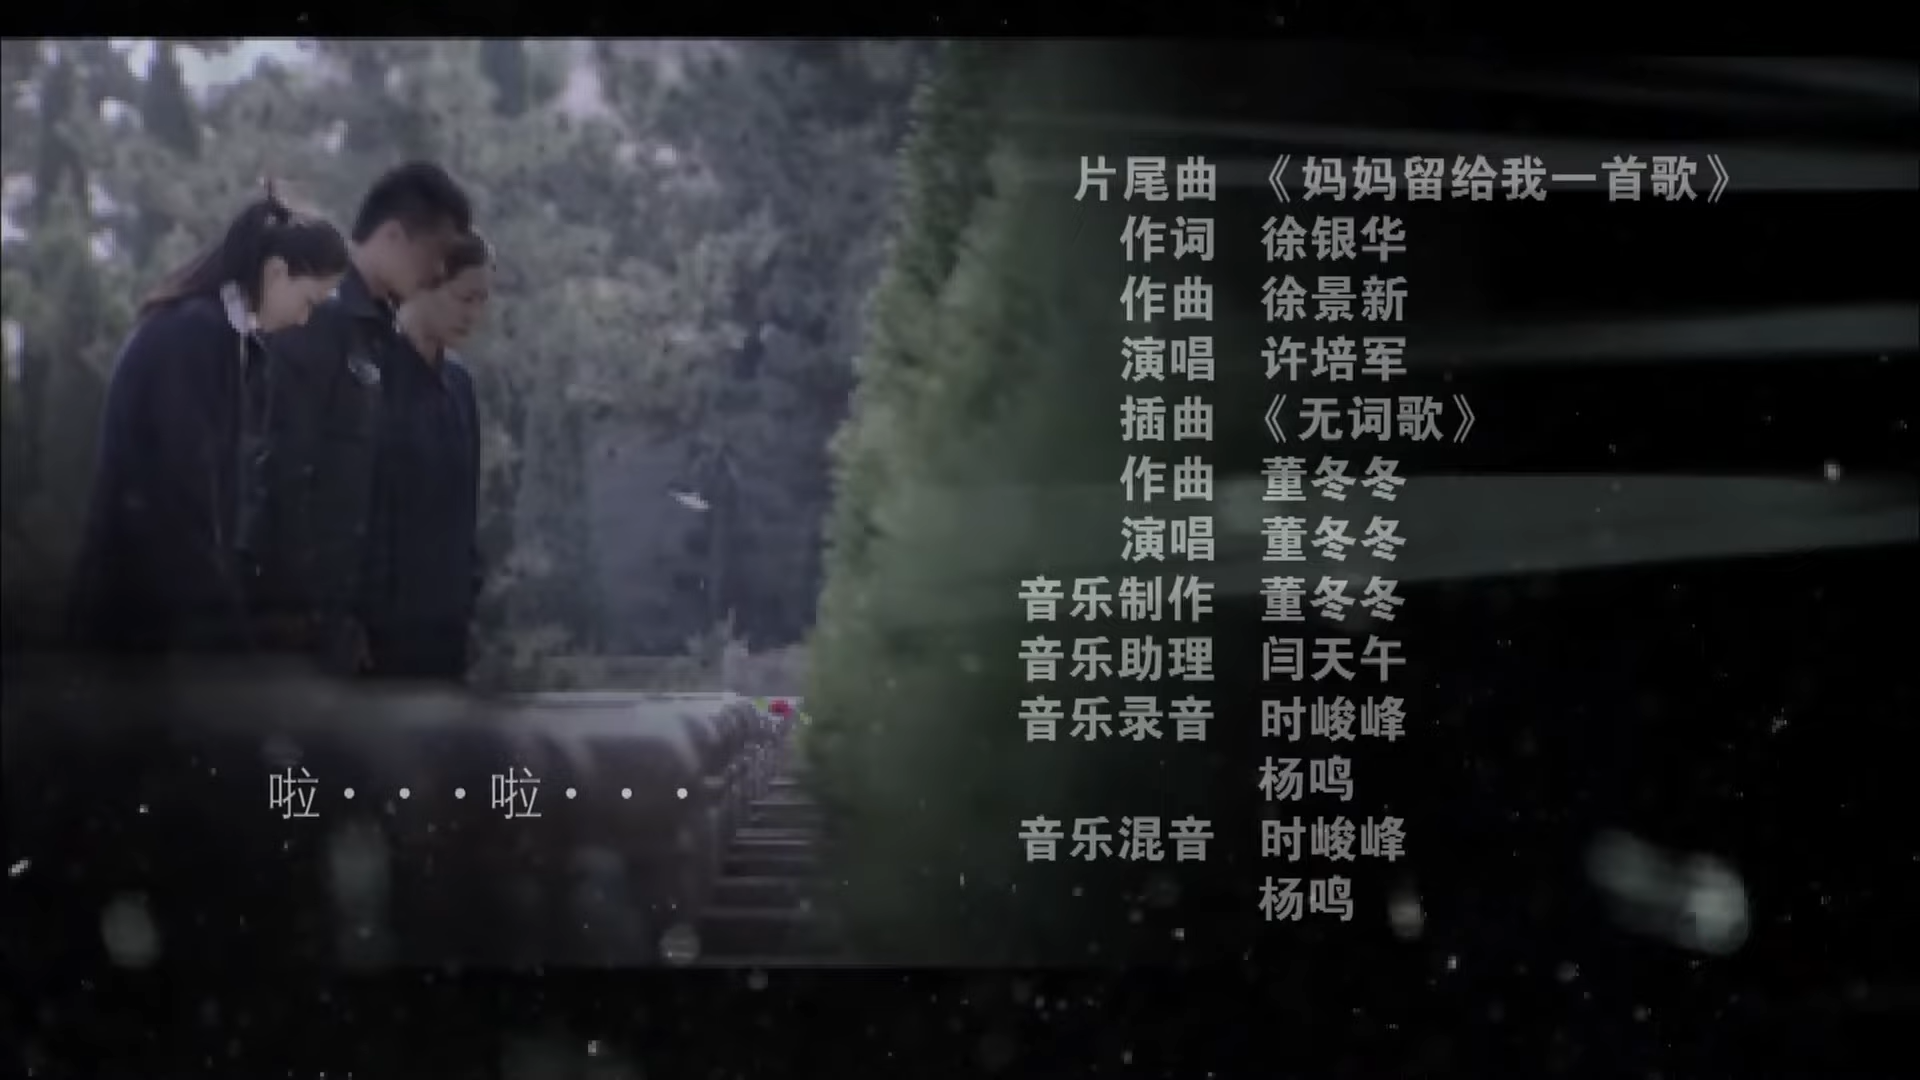 片尾曲 《妈妈留给我一首歌》
作词 徐银华
作曲 徐景新
演唱 许培军
插曲 《无词歌》
作曲 董冬冬
演唱 董冬冬
音乐制作 董冬冬
音乐助理 闫天午
音乐录音 时峻峰
杨鸣
音乐混音 时峻峰
杨鸣
啦···啦···